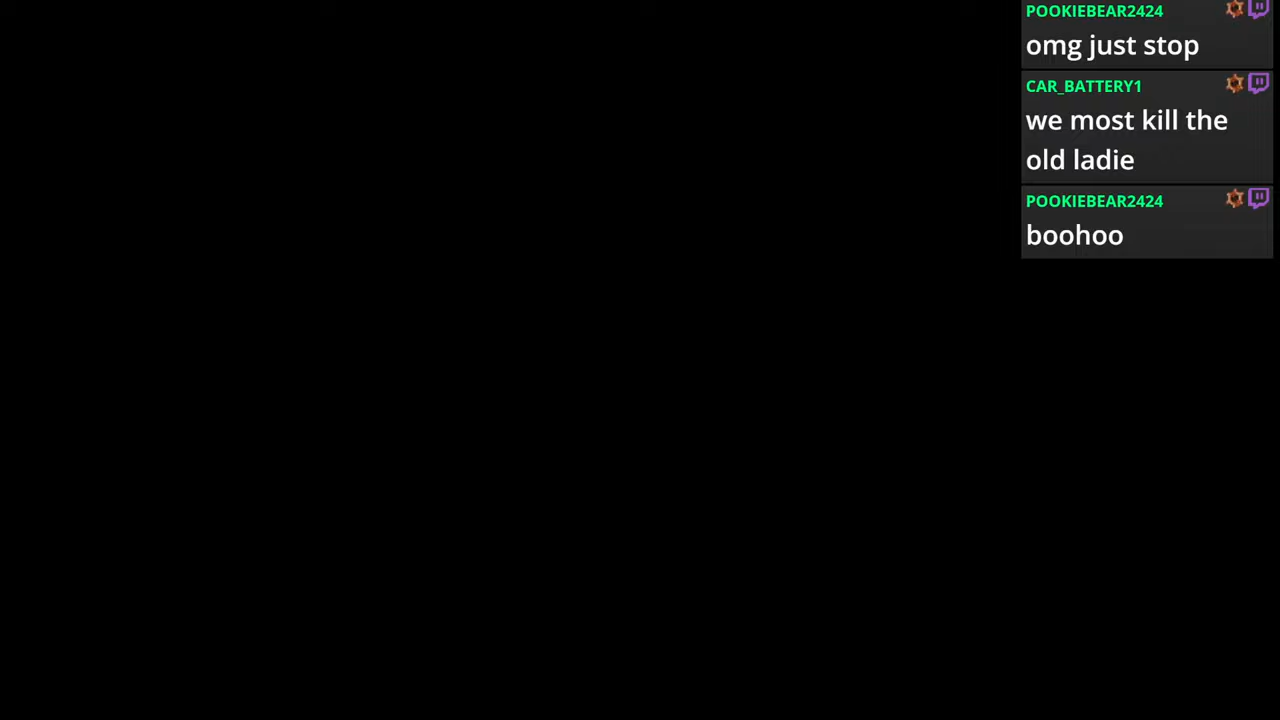 POOKIEBEAR2424
omg just stop
CAR_BATTERY1
we most kill the
old ladie
POOKIEBEAR2424
boohoo